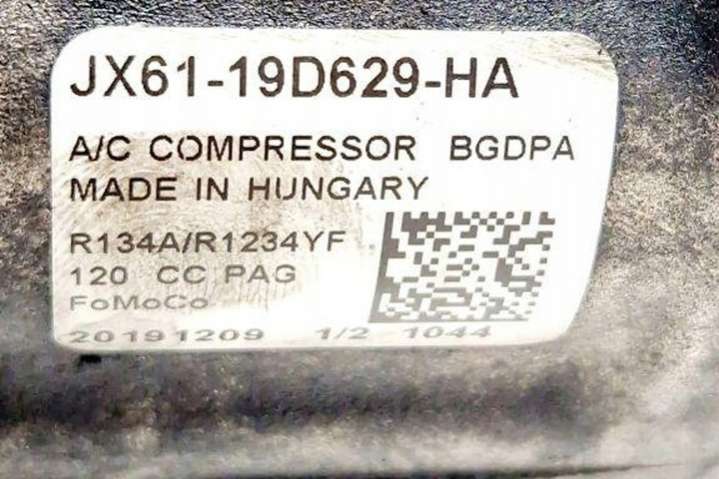 JX61-19D629-HA
A/C COMPRESSOR BGDPA
MADE IN HUNGARY
R134A/R1234YF
120 CC PAG
FoMoCo
20191209 1/2 1044